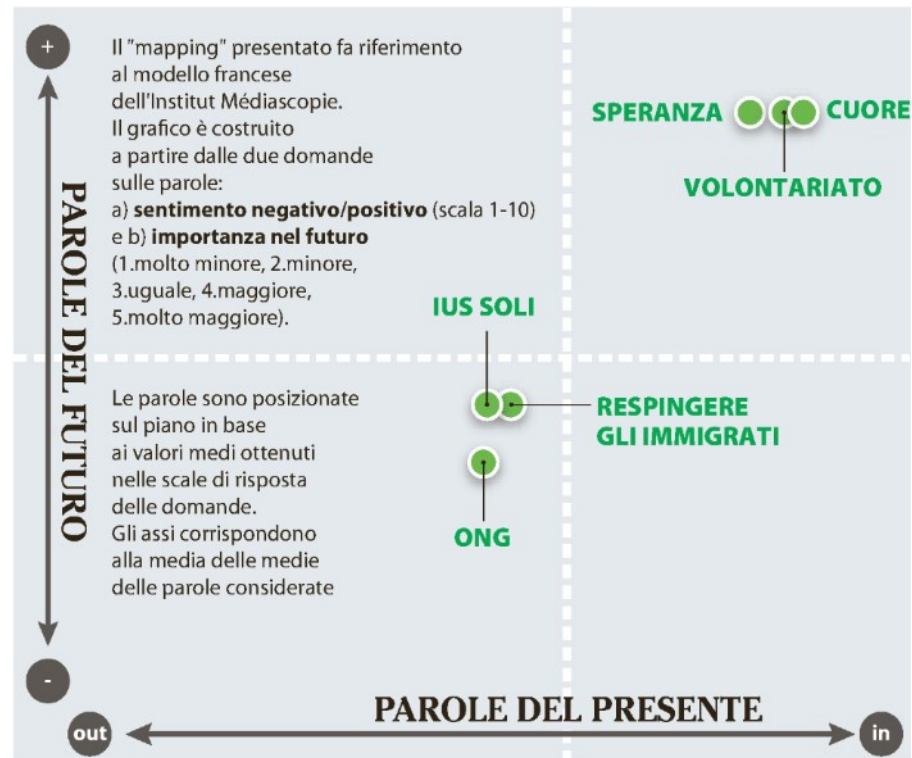 +
Il "mapping" presentato fa riferimento
al modello francese
dell'Institut Médiascopie.
Il grafico è costruito
a partire dalle due domande
sulle parole:
a) sentimento negativo/positivo (scala 1-10)
e b) importanza nel futuro
(1.molto minore, 2.minore,
3.uguale, 4.maggiore,
5.molto maggiore).
SPERANZA
CUORE
VOLONTARIATO
IUS SOLI
PAROLE DEL FUTURO
Le parole sono posizionate
sul piano in base
ai valori medi ottenuti
nelle scale di risposta
delle domande.
Gli assi corrispondono
alla media delle medie
delle parole considerate
RESPINGERE
GLI IMMIGRATI
ONG
-
PAROLE DEL PRESENTE
out
in